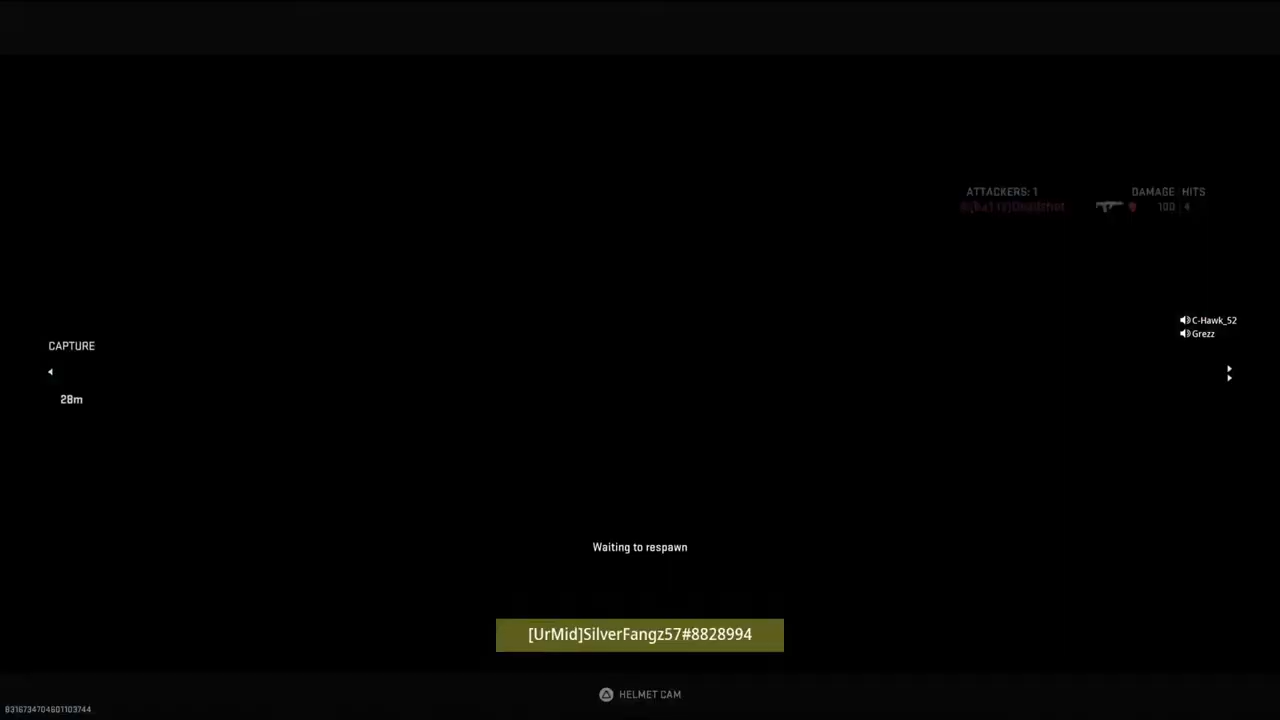 ATTACKERS: 1 DAMAGE HITS
100 4
C-Hawk_52
Grezz
CAPTURE
28m
Waiting to respawn
[UrMid]SilverFangz57#8828994
HELMET CAM
8316734704601103744